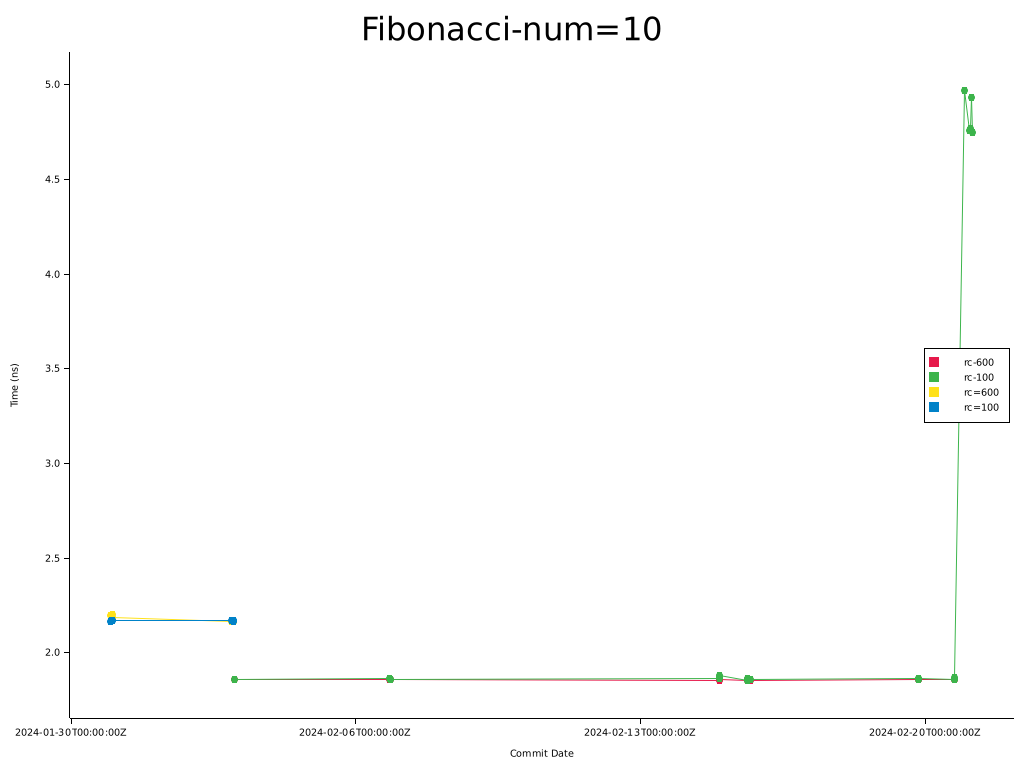 Fibonacci-num=10
5.0
4.5
4.0
3.5
3.0
2.5
2.0
Time (ns)
rc-600
rc-100
rc=600
rc=100
2024-01-30T00:00:00Z
2024-02-06T00:00:00Z
2024-02-13T00:00:00Z
2024-02-20T00:00:00Z
Commit Date